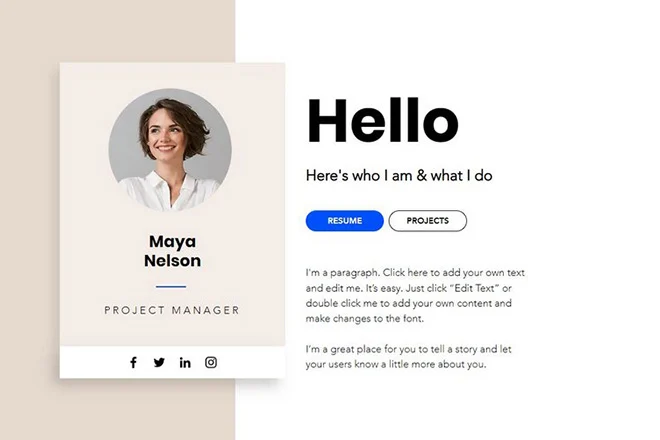 Maya
Nelson
PROJECT MANAGER
Hello
Here's who I am & what I do
RESUME
PROJECTS
I'm a paragraph. Click here to add your own text
and edit me. It's easy. Just click “Edit Text” or
double click me to add your own content and
make changes to the font.
I'm a great place for you to tell a story and let
your users know a little more about you.